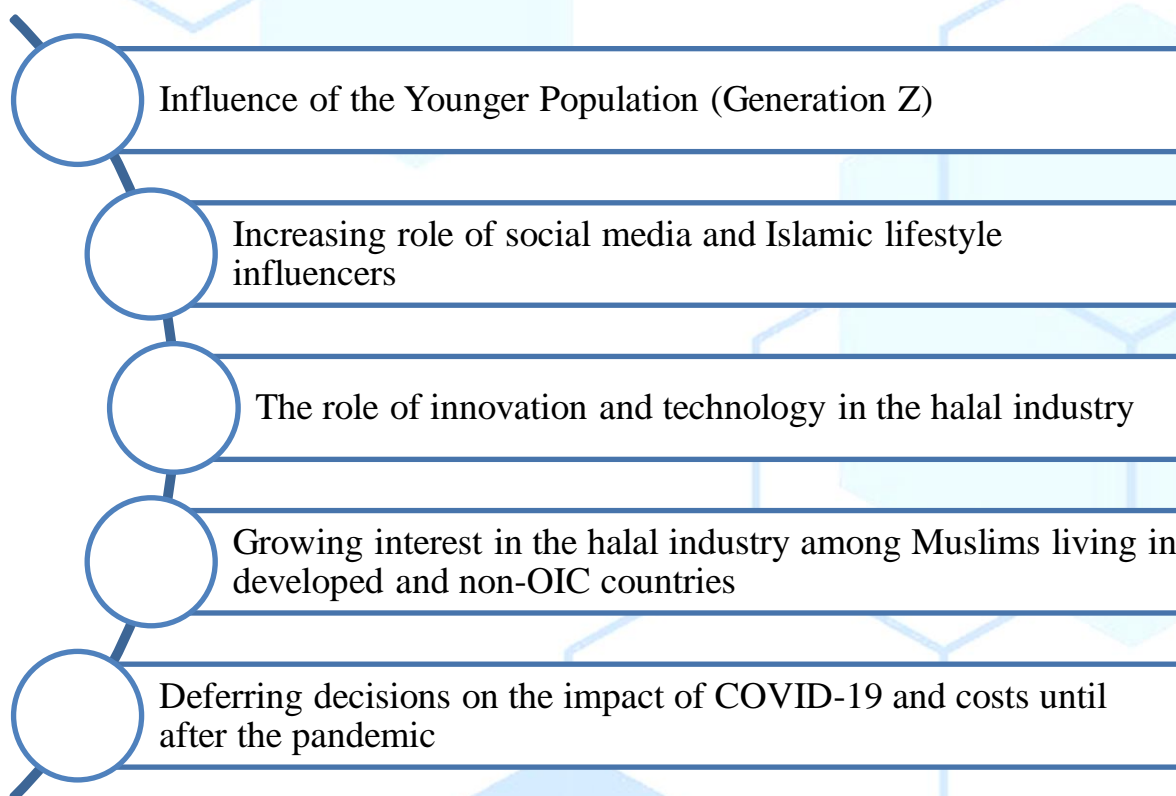 Influence of the Younger Population (Generation Z)
Increasing role of social media and Islamic lifestyle
influencers
The role of innovation and technology in the halal industry
Growing interest in the halal industry among Muslims living in
developed and non-OIC countries
Deferring decisions on the impact of COVID-19 and costs until
after the pandemic